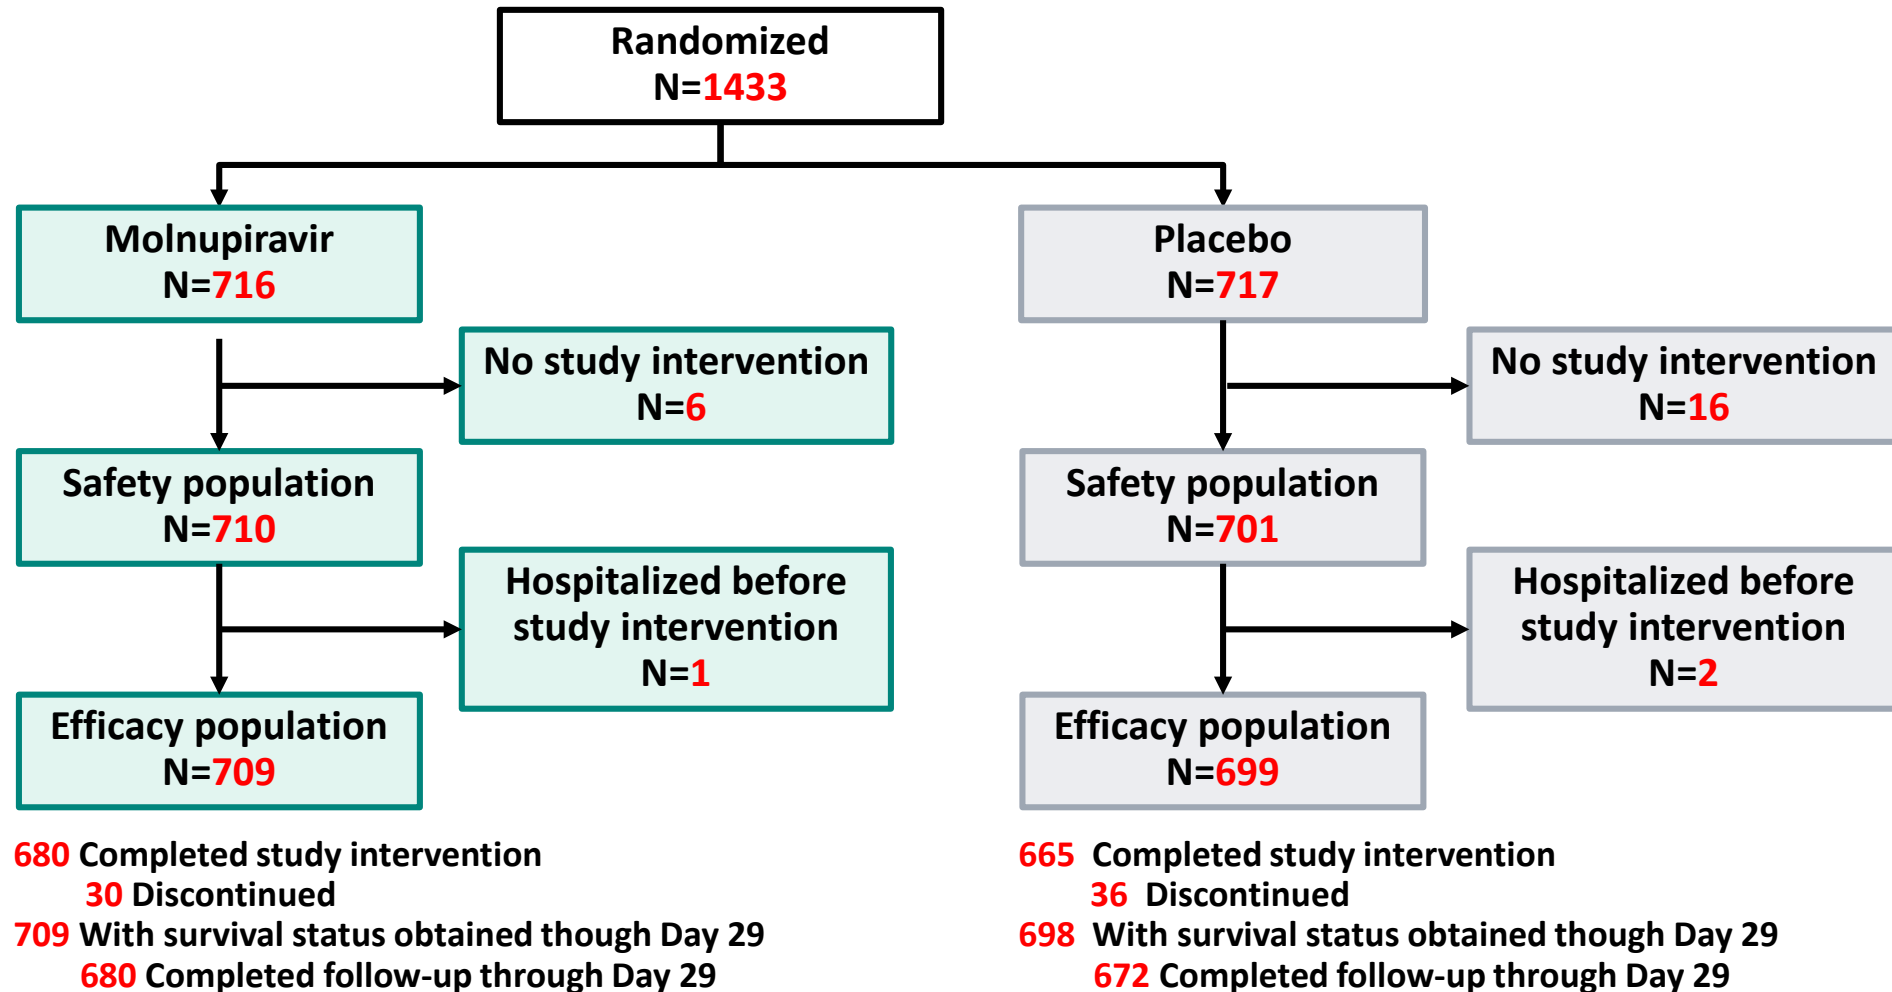 Randomized
N=1433
Molnupiravir
N=716
No study intervention
N=6
Safety population
N=710
Hospitalized before
study intervention
N=1
Efficacy population
N=709
680 Completed study intervention
30 Discontinued
709 With survival status obtained though Day 29
680 Completed follow-up through Day 29
Placebo
N=717
No study intervention
N=16
Safety population
N=701
Hospitalized before
study intervention
N=2
Efficacy population
N=699
665 Completed study intervention
36 Discontinued
698 With survival status obtained though Day 29
672 Completed follow-up through Day 29